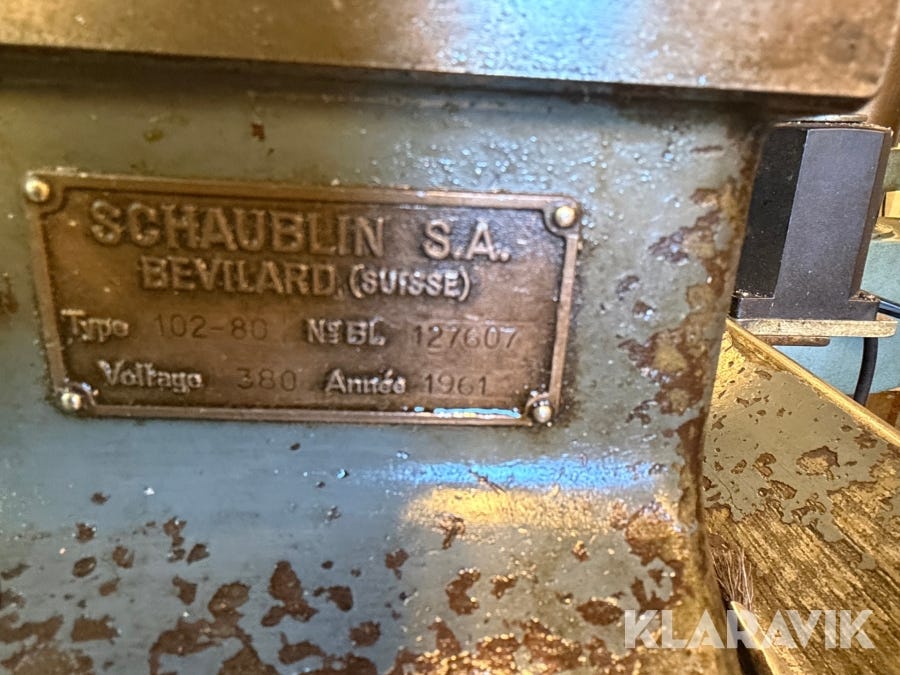 SCHAUBLIN S.A.
BEVILARD, (SUISSE)
Type 102-80 Nº BL 127607
Voltage 380 Année 1961
KLARAVIK